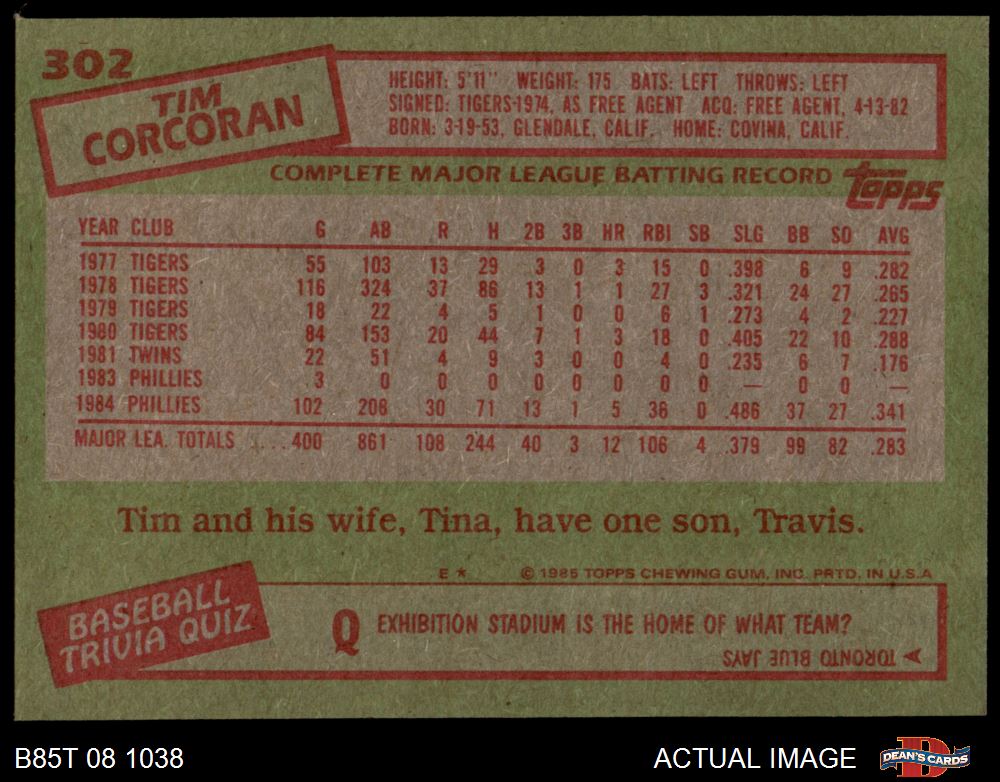 302
TIM
CORCORAN
HEIGHT: 5'11" WEIGHT: 175 BATS: LEFT THROWS: LEFT
SIGNED: TIGERS-1974, AS FREE AGENT ACQ: FREE AGENT, 4-13-82
BORN: 3-19-53, GLENDALE, CALIF. HOME: COVINA, CALIF.
COMPLETE MAJOR LEAGUE BATTING RECORD
Topps
YEAR CLUB G AB R H 2B 3B HR RBI SB SLG BB SO AVG
1977 TIGERS 55 103 13 29 3 0 3 15 0 .398 6 9 .282
1978 TIGERS 116 324 37 86 13 1 1 27 3 .321 24 27 .265
1979 TIGERS 18 22 4 5 1 0 0 6 1 .273 4 2 .227
1980 TIGERS 84 153 20 44 7 1 3 18 0 .405 22 10 .288
1981 TWINS 22 51 4 9 3 0 0 4 0 .235 6 7 .176
1983 PHILLIES 3 0 0 0 0 0 0 0 0 — 0 0 —
1984 PHILLIES 102 208 30 71 13 1 5 36 0 .486 37 27 .341
MAJOR LEA. TOTALS ....400 861 108 244 40 3 12 106 4 .379 99 82 .283
Tim and his wife, Tina, have one son, Travis.
E * © 1985 TOPPS CHEWING GUM, INC. PRTD. IN U.S.A
BASEBALL
TRIVIA QUIZ
Q EXHIBITION STADIUM IS THE HOME OF WHAT TEAM?
A TORONTO BLUE JAYS
B85T 08 1038
ACTUAL IMAGE
D
DEAN'S CARDS